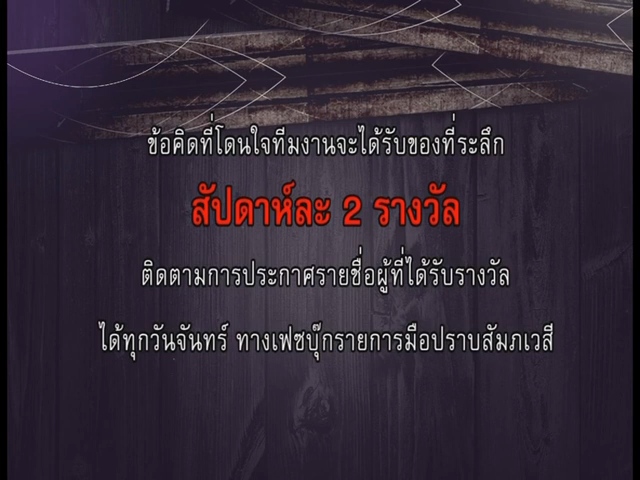 ข้อคิดที่โดนใจทีมงานจะได้รับของที่ระลึก
สัปดาห์ละ 2 รางวัล
ติดตามการประกาศรายชื่อผู้ที่ได้รับรางวัล
ได้ทุกวันจันทร์ ทางเฟซบุ๊กรายการมือปราบสัมภเวสี